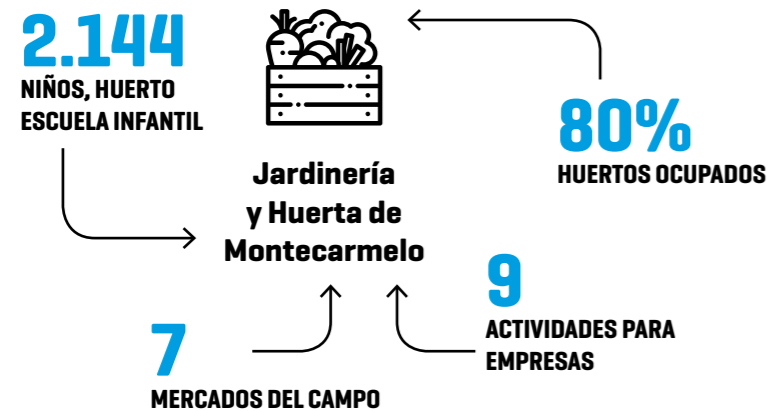 2.144
NIÑOS, HUERTO
ESCUELA INFANTIL
80%
HUERTOS OCUPADOS
Jardinería
y Huerta de
Montecarmelo
9
ACTIVIDADES PARA
EMPRESAS
7
MERCADOS DEL CAMPO